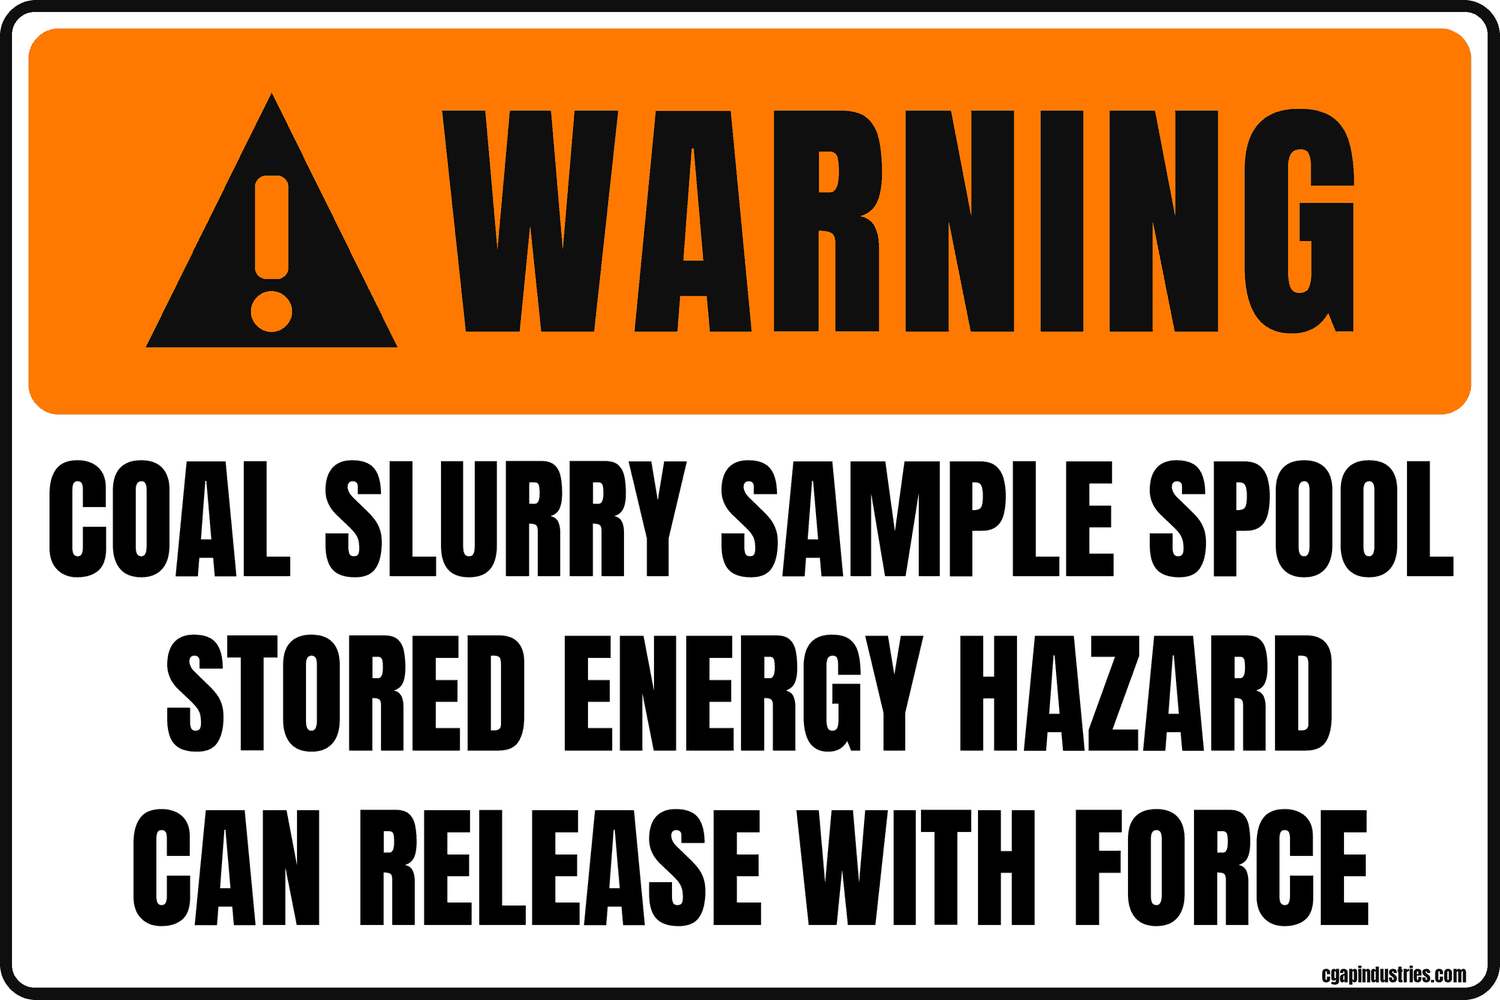 WARNING
COAL SLURRY SAMPLE SPOOL
STORED ENERGY HAZARD
CAN RELEASE WITH FORCE
cgapindustries.com